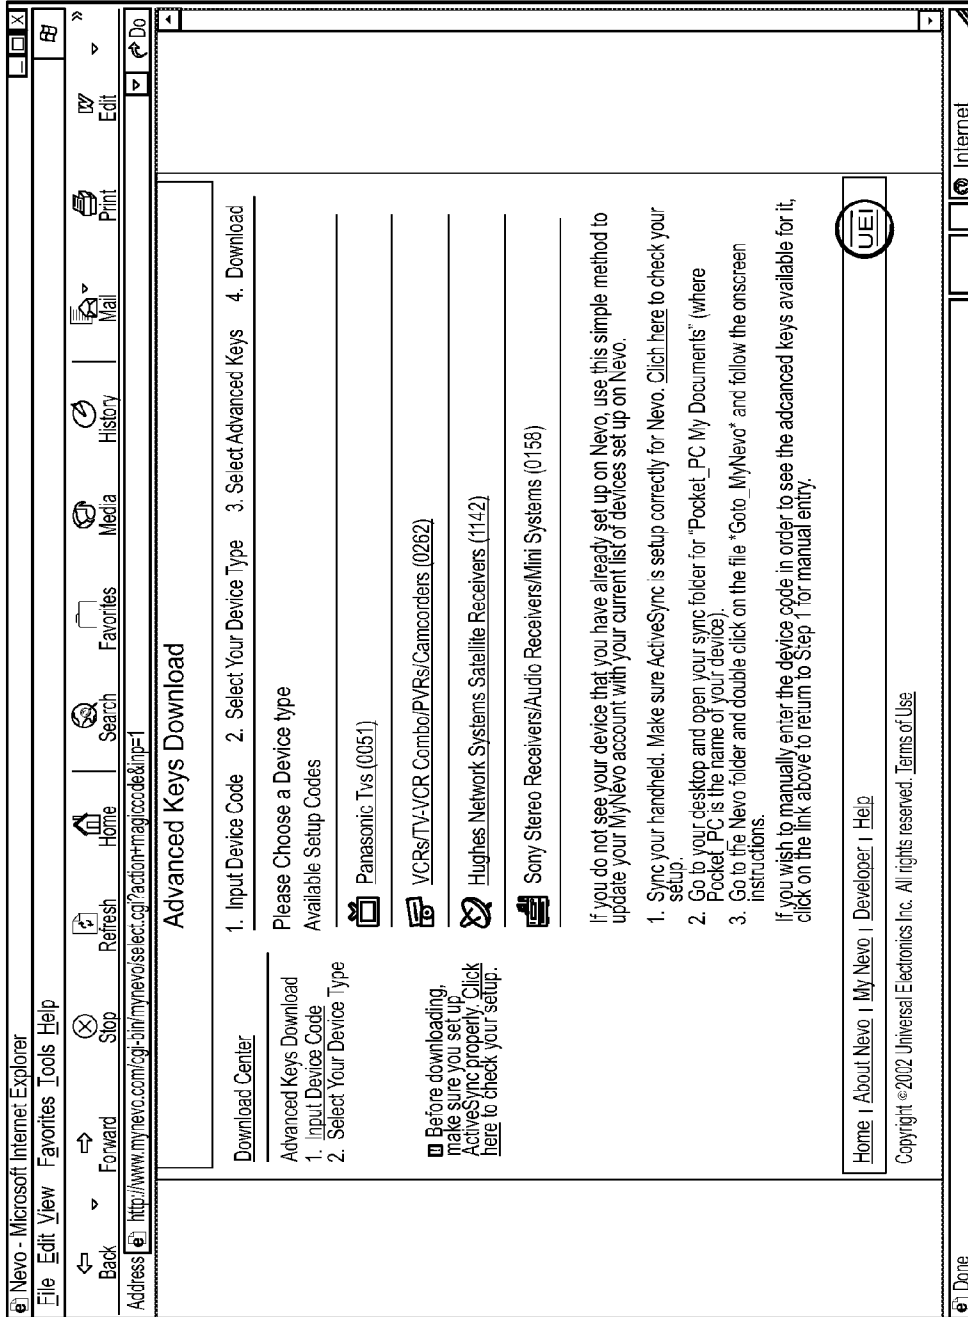 Nevo - Microsoft Internet Explorer
File Edit View Favorites Tools Help
Back Forward Stop Refresh Home Search Favorites Media History Mail Print Edit »
Address http://www.mynevo.com/cgi-bin/mynevo/select.cgi?action+magiccode&inp=1 Do
Advanced Keys Download
Download Center
Advanced Keys Download
1. Input Device Code
2. Select Your Device Type
Before downloading,
make sure you set up
ActiveSync properly. Click
here to check your setup.
1. Input Device Code 2. Select Your Device Type 3. Select Advanced Keys 4. Download
Please Choose a Device type
Available Setup Codes
Panasonic Tvs (0051)
VCRs/TV-VCR Combo/PVRs/Camcorders (0262)
Hughes Network Systems Satellite Receivers (1142)
Sony Stereo Receivers/Audio Receivers/Mini Systems (0158)
If you do not see your device that you have already set up on Nevo, use this simple method to
update your MyNevo account with your current list of devices set up on Nevo.
1. Sync your handheld. Make sure ActiveSync is setup correctly for Nevo. Clich here to check your
setup.
2. Go to your desktop and open your sync folder for "Pocket_PC My Documents" (where
Pocket_PC is the name of your device).
3. Go to the Nevo folder and double click on the file *Goto_MyNevo* and follow the onscreen
instructions.
If you wish to manually enter the device code in order to see the adcanced keys available for it,
click on the link above to return to Step 1 for manual entry.
Home | About Nevo | My Nevo | Developer | Help
UEI
Copyright ©2002 Universal Electronics Inc. All rights reserved. Terms of Use
Done Internet